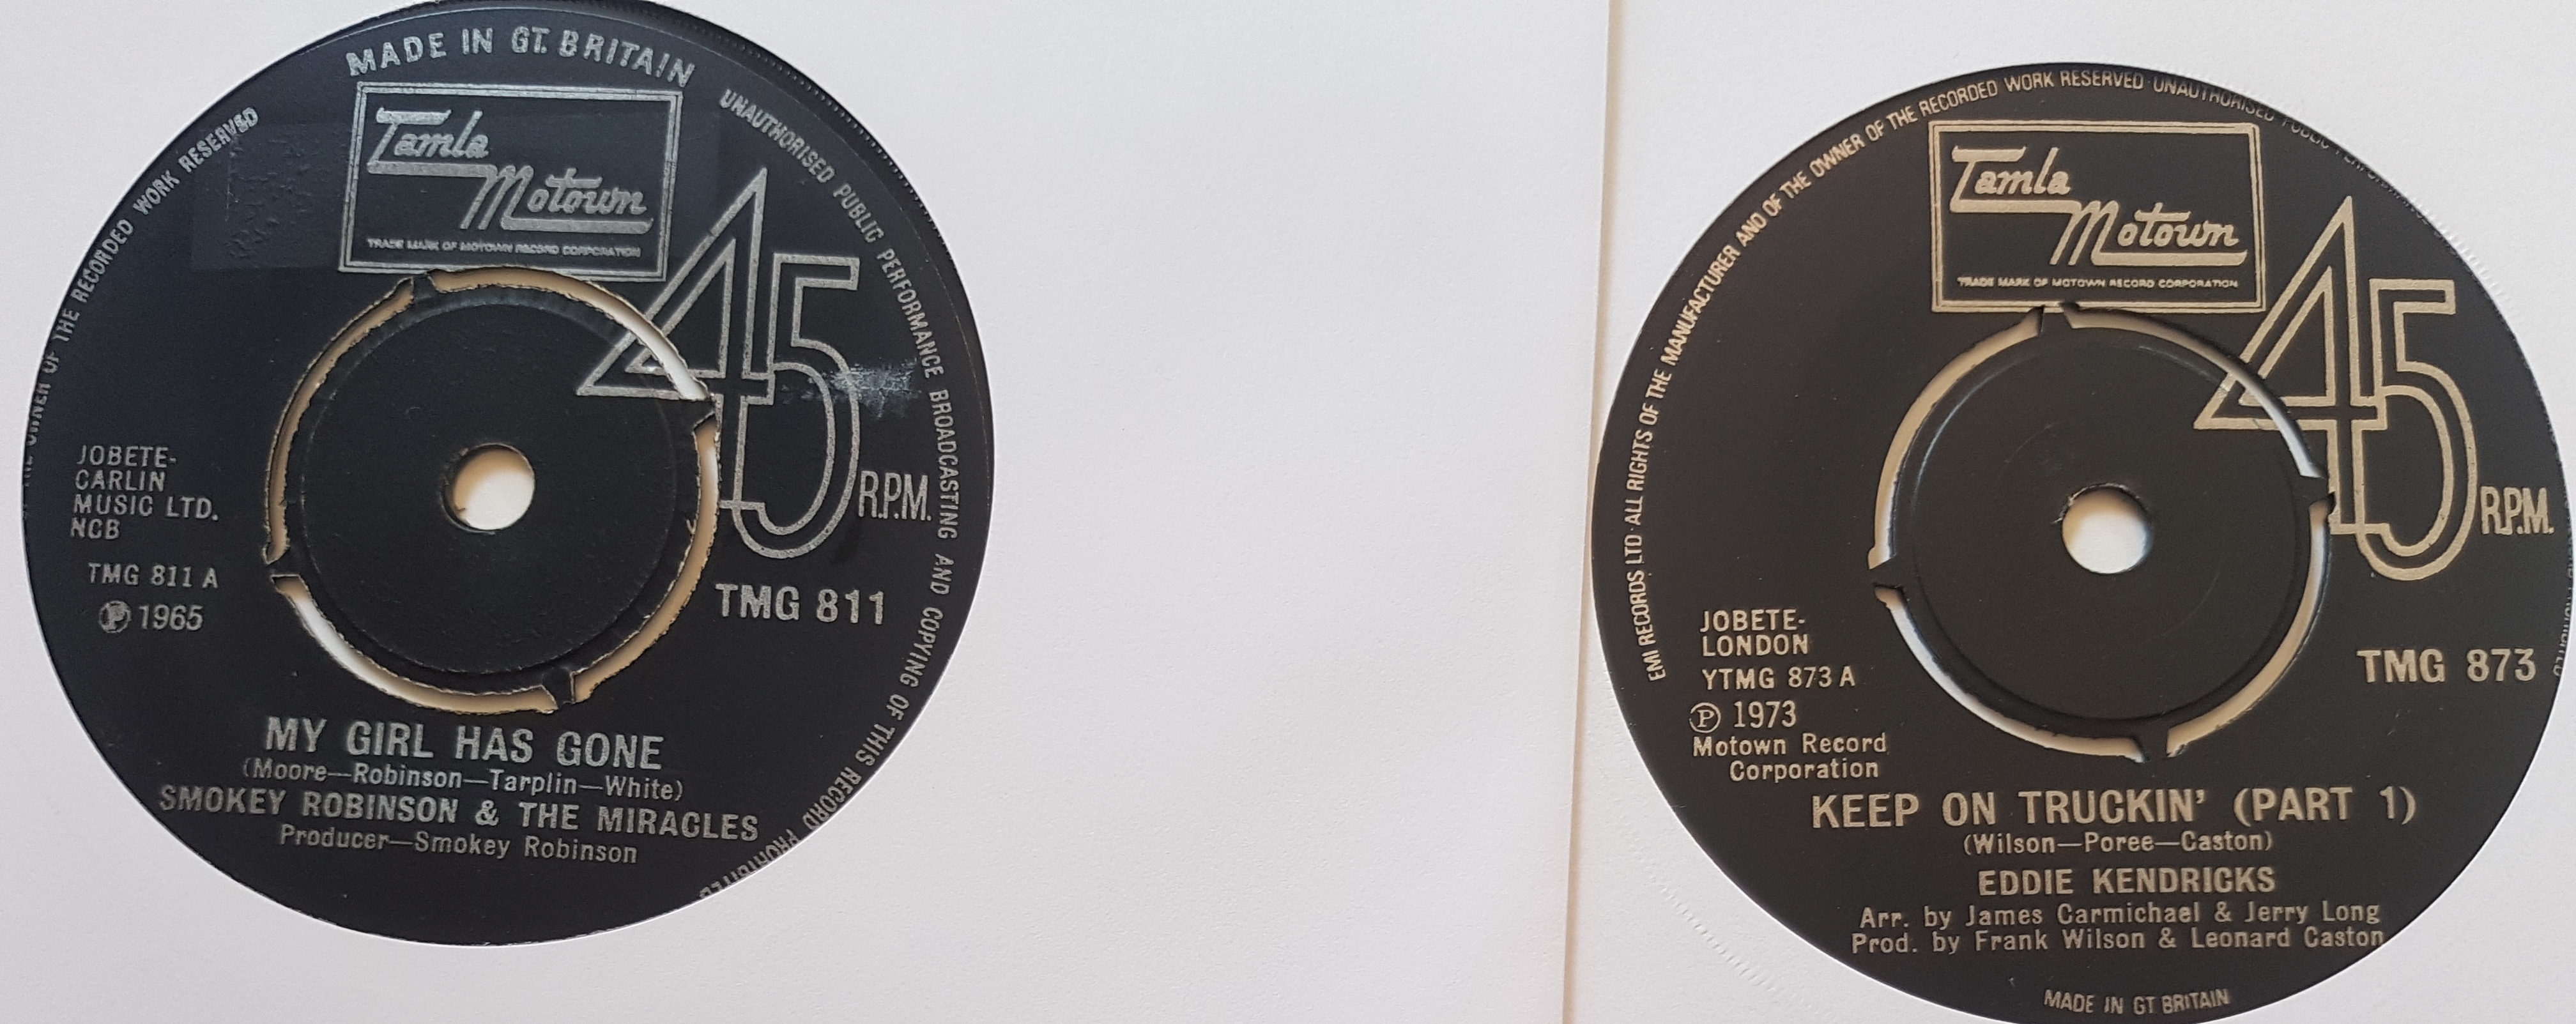 MADE IN GT. BRITAIN
Tamla
Motown
TRADE MARK OF MOTOWN RECORD CORPORATION
OWNER OF THE RECORDED WORK RESERVED
UNAUTHORISED PUBLIC PERFORMANCE BROADCASTING AND COPYING OF THIS RECORD PROHIBITED
45
R.P.M.
JOBETE-
CARLIN
MUSIC LTD.
NCB
TMG 811 A
℗ 1965
TMG 811
MY GIRL HAS GONE
(Moore—Robinson—Tarplin—White)
SMOKEY ROBINSON & THE MIRACLES
Producer—Smokey Robinson
EMI RECORDS LTD · ALL RIGHTS OF THE MANUFACTURER AND OF THE OWNER OF THE RECORDED WORK RESERVED · UNAUTHORISED PUBLIC
Tamla
Motown
TRADE MARK OF MOTOWN RECORD CORPORATION
45
R.P.M.
JOBETE-
LONDON
YTMG 873 A
℗ 1973
Motown Record
Corporation
TMG 873
KEEP ON TRUCKIN' (PART 1)
(Wilson—Poree—Caston)
EDDIE KENDRICKS
Arr. by James Carmichael & Jerry Long
Prod. by Frank Wilson & Leonard Caston
MADE IN GT BRITAIN